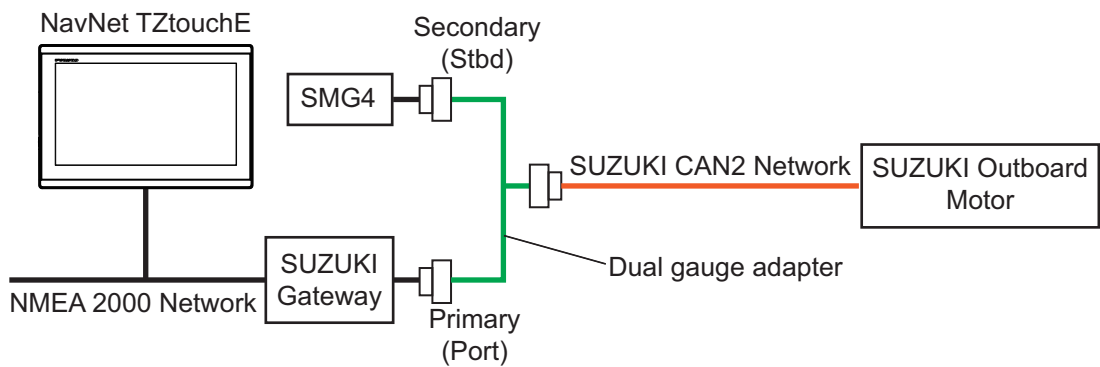 NavNet TZtouchE
Secondary
(Stbd)
SMG4
SUZUKI CAN2 Network
SUZUKI Outboard
Motor
SUZUKI
Gateway
Dual gauge adapter
NMEA 2000 Network
Primary
(Port)